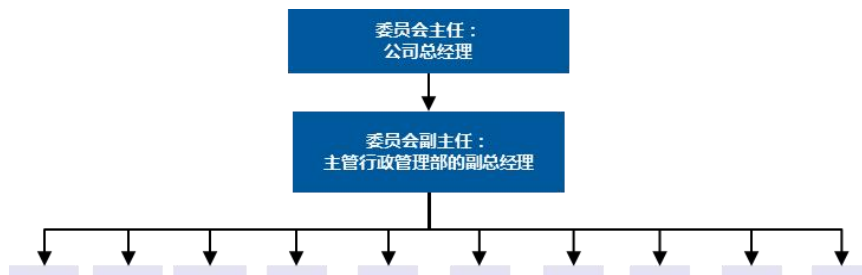 委员会主任：
公司总经理
委员会副主任：
主管行政管理部的副总经理